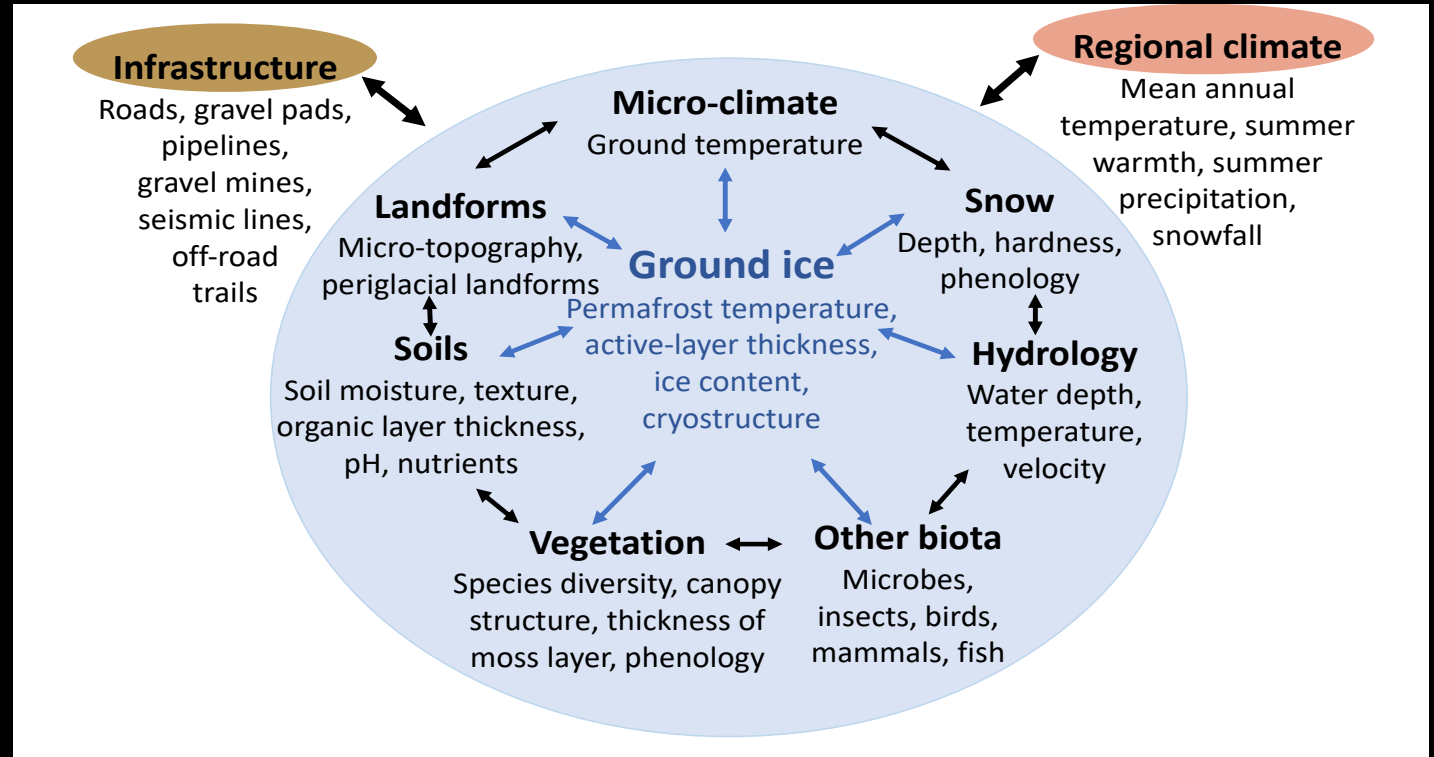 Infrastructure
Roads, gravel pads,
pipelines,
gravel mines,
seismic lines,
off-road
trails
Regional climate
Mean annual
temperature, summer
warmth, summer
precipitation,
snowfall
Micro-climate
Ground temperature
Landforms
Micro-topography,
periglacial landforms
Snow
Depth, hardness,
phenology
Ground ice
Permafrost temperature,
active-layer thickness,
ice content,
cryostructure
Soils
Soil moisture, texture,
organic layer thickness,
pH, nutrients
Hydrology
Water depth,
temperature,
velocity
Vegetation
Species diversity, canopy
structure, thickness of
moss layer, phenology
Other biota
Microbes,
insects, birds,
mammals, fish